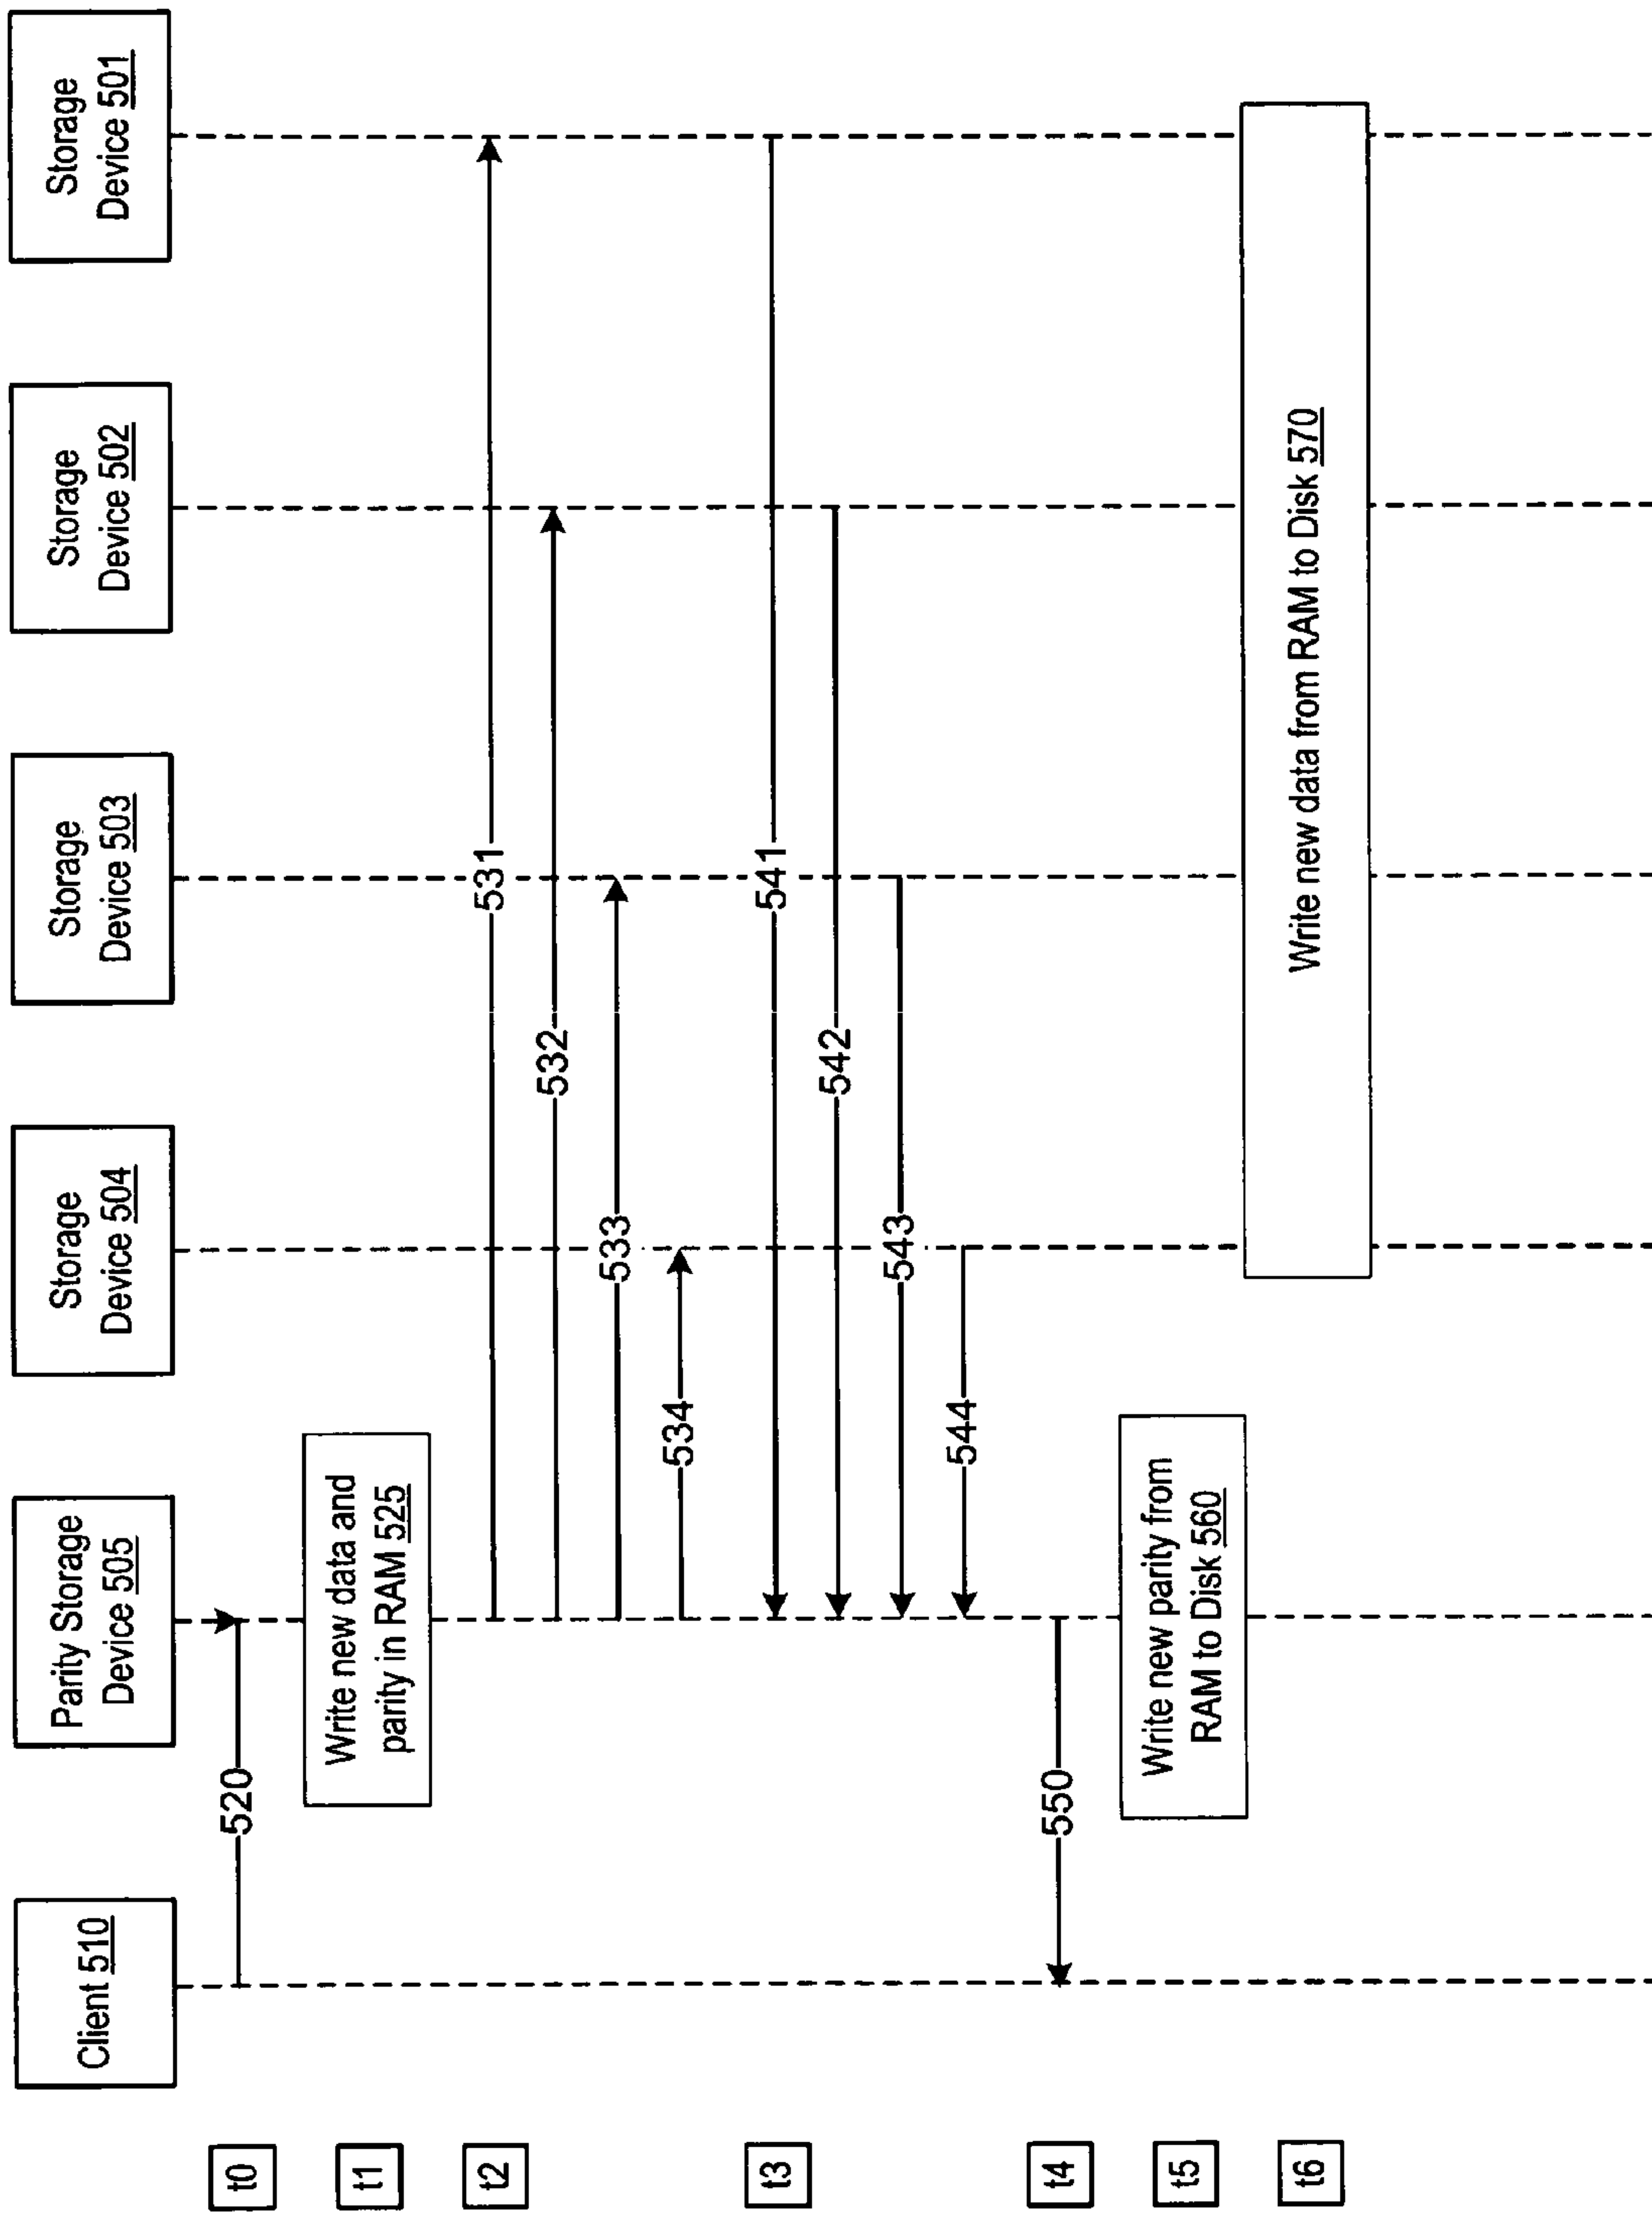 Client 510
Parity Storage
Device 505
Storage
Device 504
Storage
Device 503
Storage
Device 502
Storage
Device 501
t0
520
t1
Write new data and
parity in RAM 525
t2
531
532
533
534
t3
541
542
543
544
t4
550
t5
Write new parity from
RAM to Disk 560
t6
Write new data from RAM to Disk 570